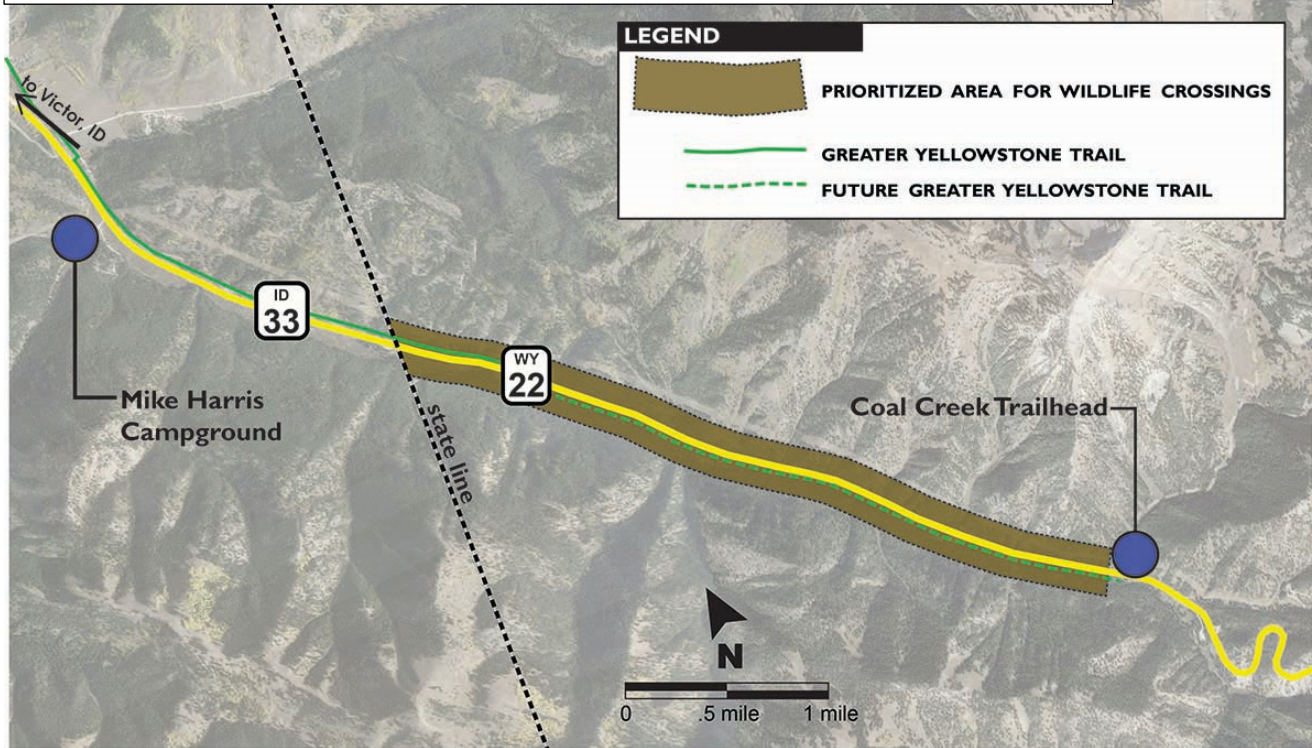 LEGEND
PRIORITIZED AREA FOR WILDLIFE CROSSINGS
GREATER YELLOWSTONE TRAIL
FUTURE GREATER YELLOWSTONE TRAIL
to Victor, ID
ID
33
WY
22
Mike Harris
Campground
state line
Coal Creek Trailhead
N
0 .5 mile 1 mile